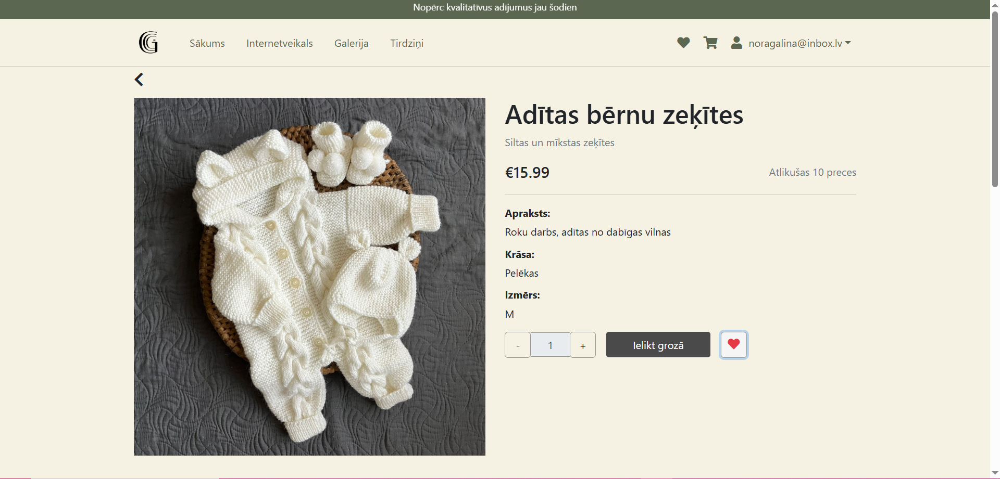 Nopērc kvalitatīvus adījumus jau šodien
Sākums Internetveikals Galerija Tirdziņi noragalina@inbox.lv
Adītas bērnu zeķītes
Siltas un mīkstas zeķītes
€15.99 Atlikušas 10 preces
Apraksts:
Roku darbs, adītas no dabīgas vilnas
Krāsa:
Pelēkas
Izmērs:
M
- 1 + Ielikt grozā